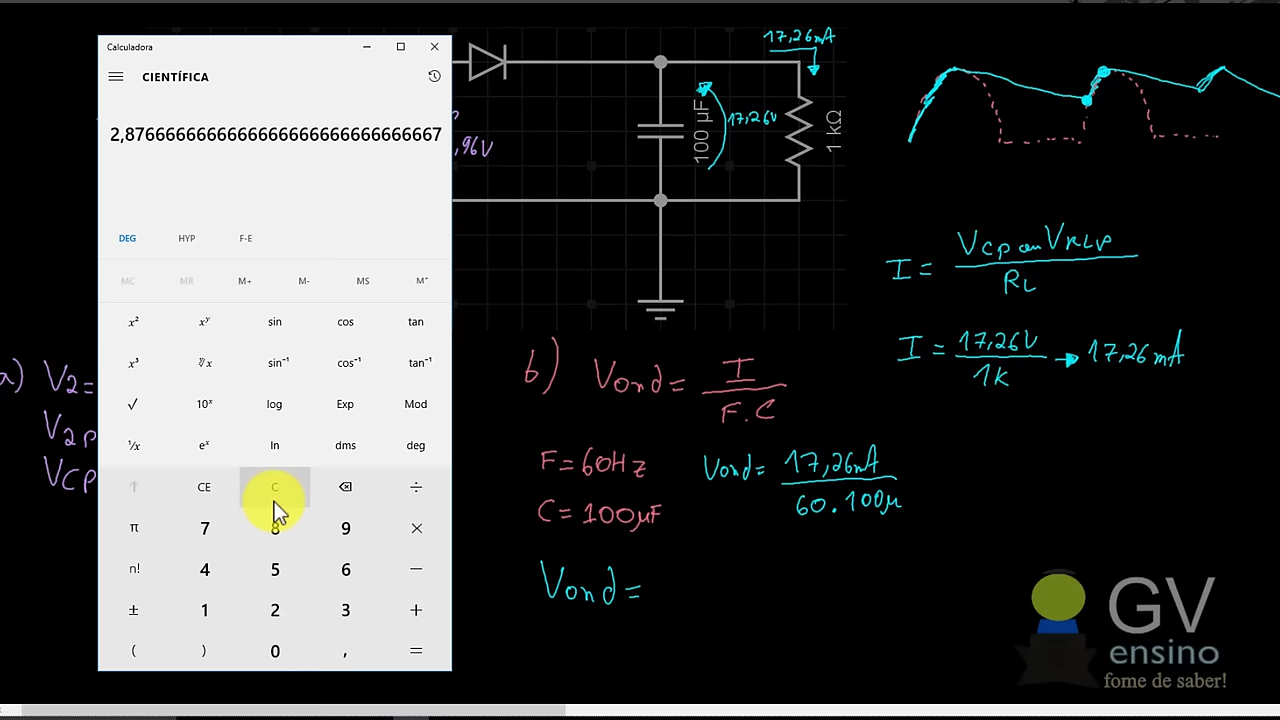 Calculadora
CIENTÍFICA
2,8766666666666666666666666666667
DEG HYP F-E
MC MR M+ M- MS M˅
x² xʸ sin cos tan
x³ ʸ√x sin⁻¹ cos⁻¹ tan⁻¹
√ 10ˣ log Exp Mod
¹/x eˣ ln dms deg
↑ CE C ⌫ ÷
π 7 8 9 ×
n! 4 5 6 −
± 1 2 3 +
( ) 0 , =
,96V
100 µF
17,26V
17,26mA
1 kΩ
I = VCp ou VRLp / RL
I = 17,26V / 1K → 17,26mA
a) V2=
V2p
VCP
b) Vond = I / F.C
F = 60Hz
C = 100µF
Vond = 17,26mA / 60.100µ
Vond =
GV
ensino
fome de saber!